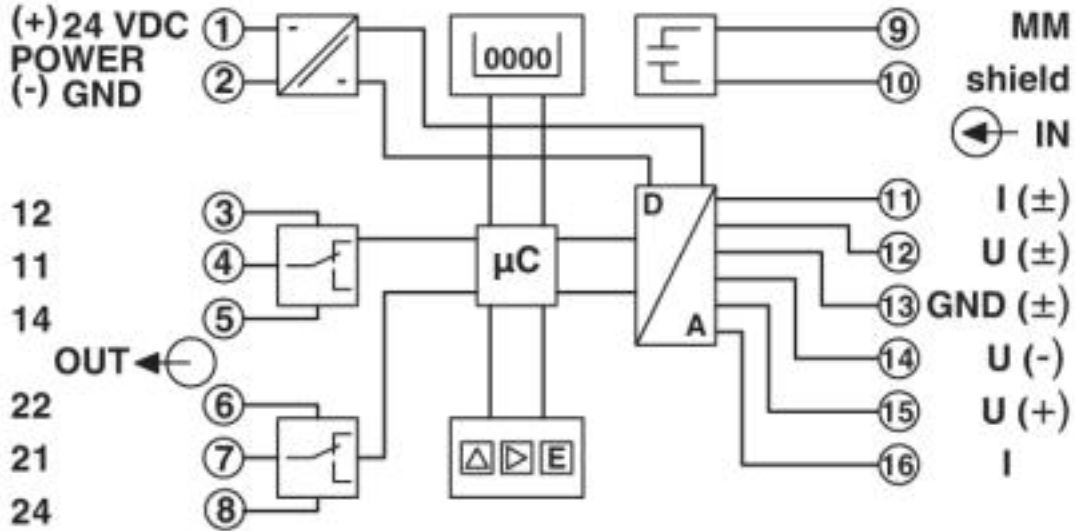 (+) 24 VDC
POWER
(-) GND
1
2
0000
9
10
MM
shield
IN
12
11
14
3
4
5
OUT
22
21
24
6
7
8
µC
D
A
E
11
12
13
14
15
16
I (±)
U (±)
GND (±)
U (-)
U (+)
I